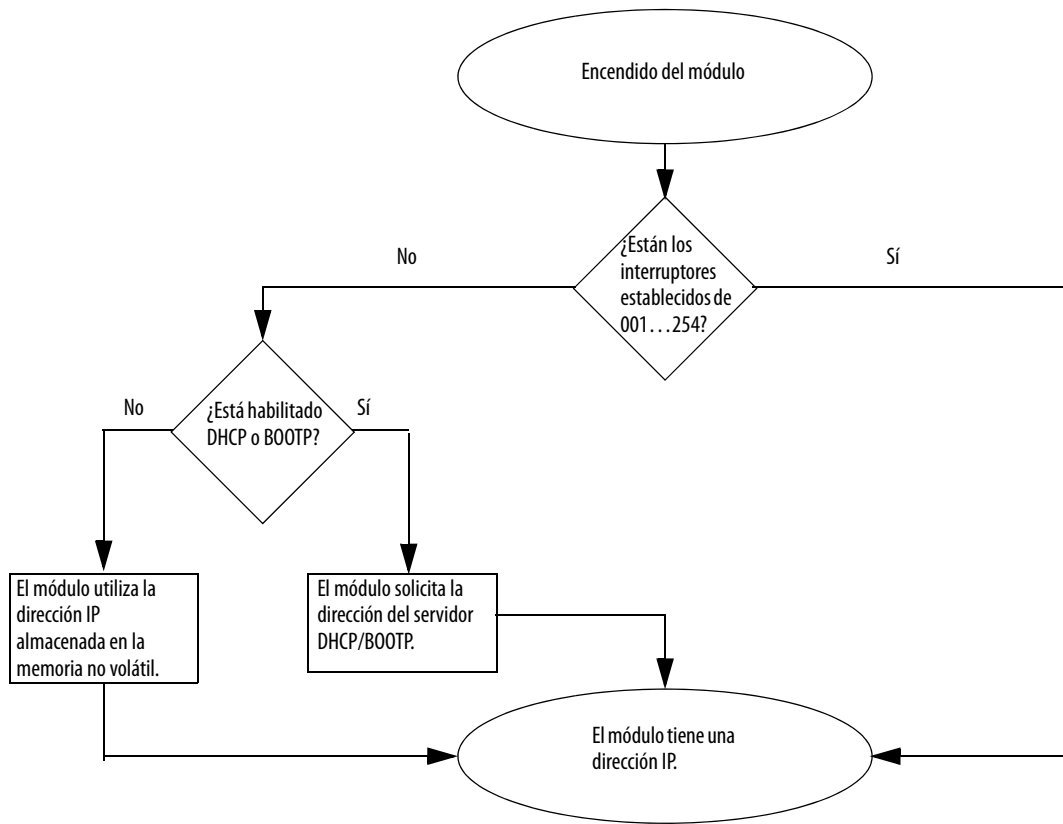 Encendido del módulo
¿Están los
interruptores
establecidos de
001...254?
No
Sí
¿Está habilitado
DHCP o BOOTP?
No
Sí
El módulo utiliza la
dirección IP
almacenada en la
memoria no volátil.
El módulo solicita la
dirección del servidor
DHCP/BOOTP.
El módulo tiene una
dirección IP.